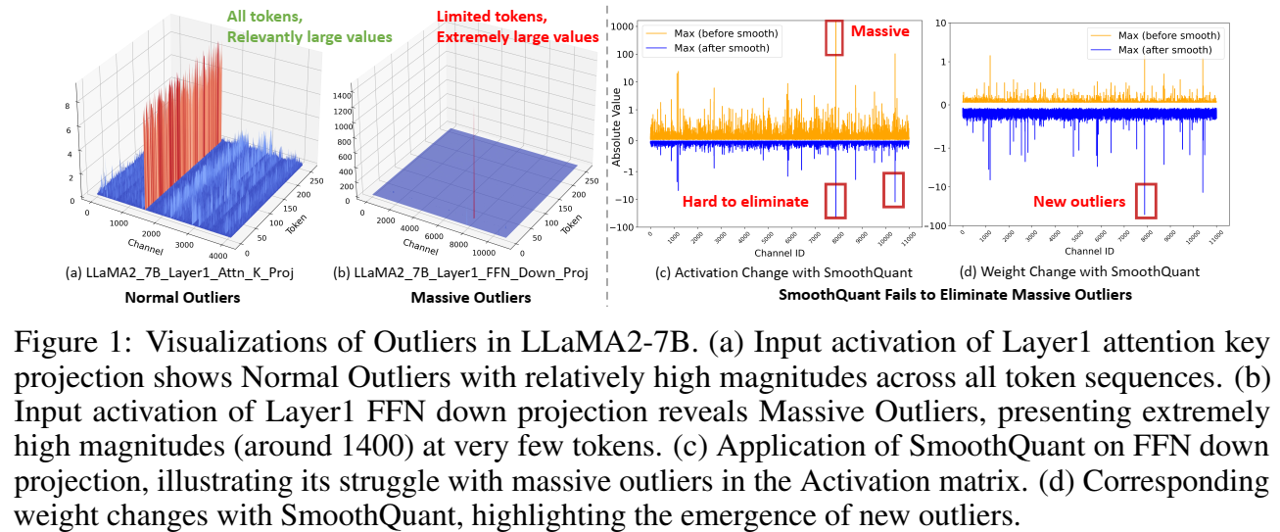 All tokens,
Relevantly large values
8
6
4
2
0
0
1000
2000
3000
4000
Channel
0
50
100
150
200
250
Token
(a) LLaMA2_7B_Layer1_Attn_K_Proj
Normal Outliers
Limited tokens,
Extremely large values
1400
1200
1000
800
600
400
200
0
0
2000
4000
6000
8000
10000
Channel
0
50
100
150
200
250
Token
(b) LLaMA2_7B_Layer1_FFN_Down_Proj
Massive Outliers
Max (before smooth)
Max (after smooth)
Massive
Hard to eliminate
Absolute Value
1000
100
10
1
0
−1
−10
−100
0
1000
2000
3000
4000
5000
6000
7000
8000
9000
10000
11000
Channel ID
(c) Activation Change with SmoothQuant
Max (before smooth)
Max (after smooth)
New outliers
10
1
0
−1
−10
−100
0
1000
2000
3000
4000
5000
6000
7000
8000
9000
10000
11000
Channel ID
(d) Weight Change with SmoothQuant
SmoothQuant Fails to Eliminate Massive Outliers
Figure 1: Visualizations of Outliers in LLaMA2-7B. (a) Input activation of Layer1 attention key
projection shows Normal Outliers with relatively high magnitudes across all token sequences. (b)
Input activation of Layer1 FFN down projection reveals Massive Outliers, presenting extremely
high magnitudes (around 1400) at very few tokens. (c) Application of SmoothQuant on FFN down
projection, illustrating its struggle with massive outliers in the Activation matrix. (d) Corresponding
weight changes with SmoothQuant, highlighting the emergence of new outliers.